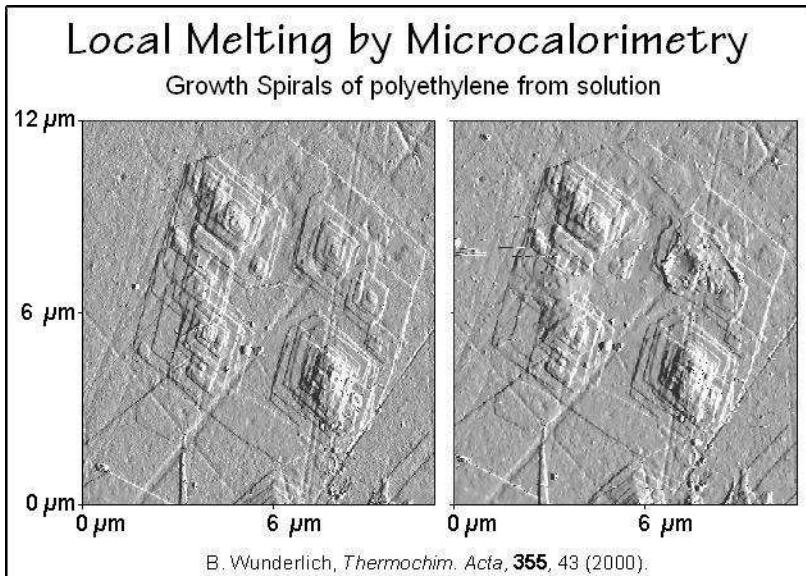 Local Melting by Microcalorimetry
Growth Spirals of polyethylene from solution
12 µm
6 µm
0 µm
0 µm 6 µm 0 µm 6 µm
B. Wunderlich, Thermochim. Acta, 355, 43 (2000).